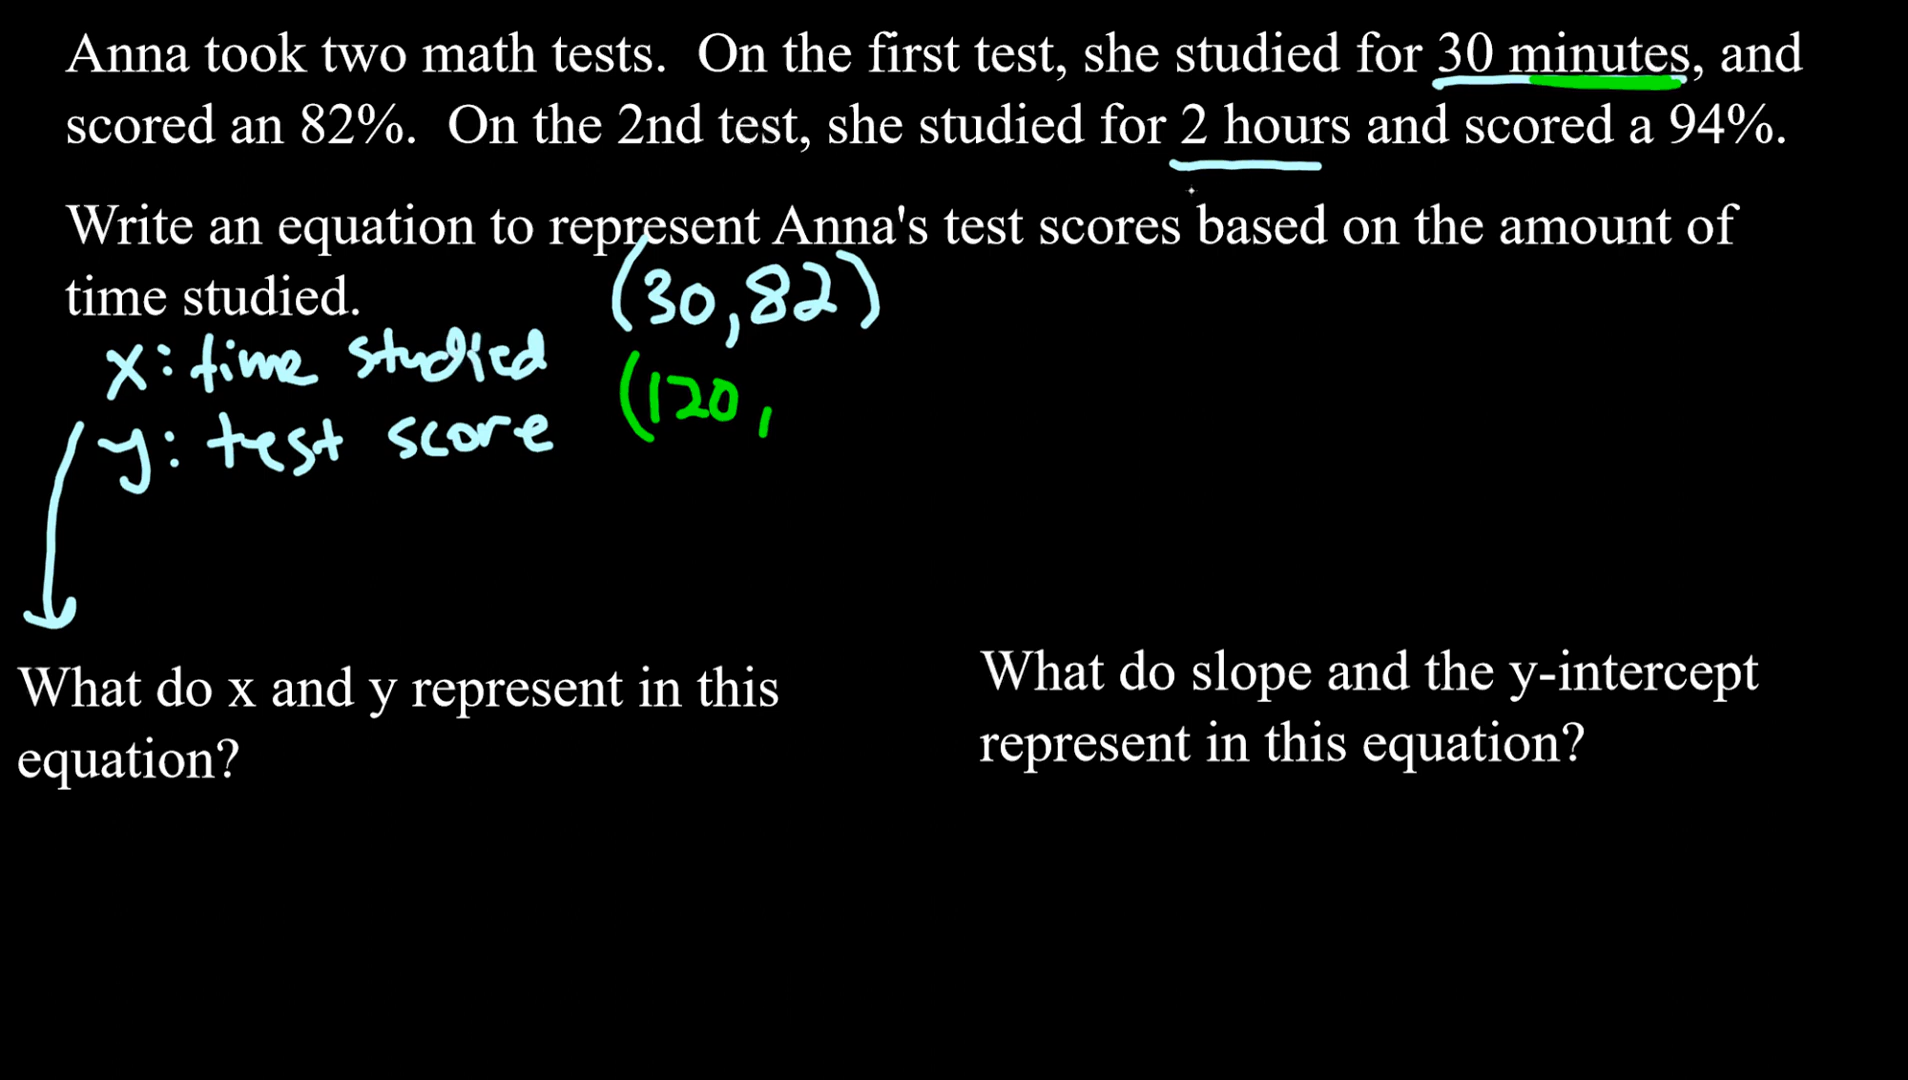 Anna took two math tests. On the first test, she studied for 30 minutes, and
scored an 82%. On the 2nd test, she studied for 2 hours and scored a 94%.
Write an equation to represent Anna's test scores based on the amount of
time studied.
(30,82)
x: time studied
(120,
y: test score
What do x and y represent in this
equation?
What do slope and the y-intercept
represent in this equation?